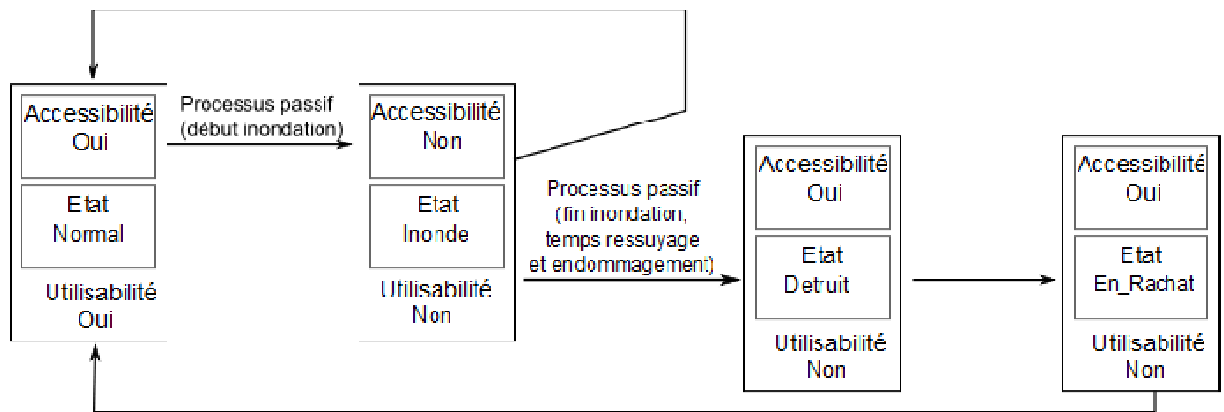 Accessibilité
Oui
Etat
Normal
Utilisabilité
Oui
Processus passif
(début inondation)
Accessibilité
Non
Etat
Inonde
Utilisabilité
Non
Processus passif
(fin inondation,
temps ressuyage
et endommagement)
Accessibilité
Oui
Etat
Detruit
Utilisabilité
Non
Accessibilité
Oui
Etat
En_Rachat
Utilisabilité
Non